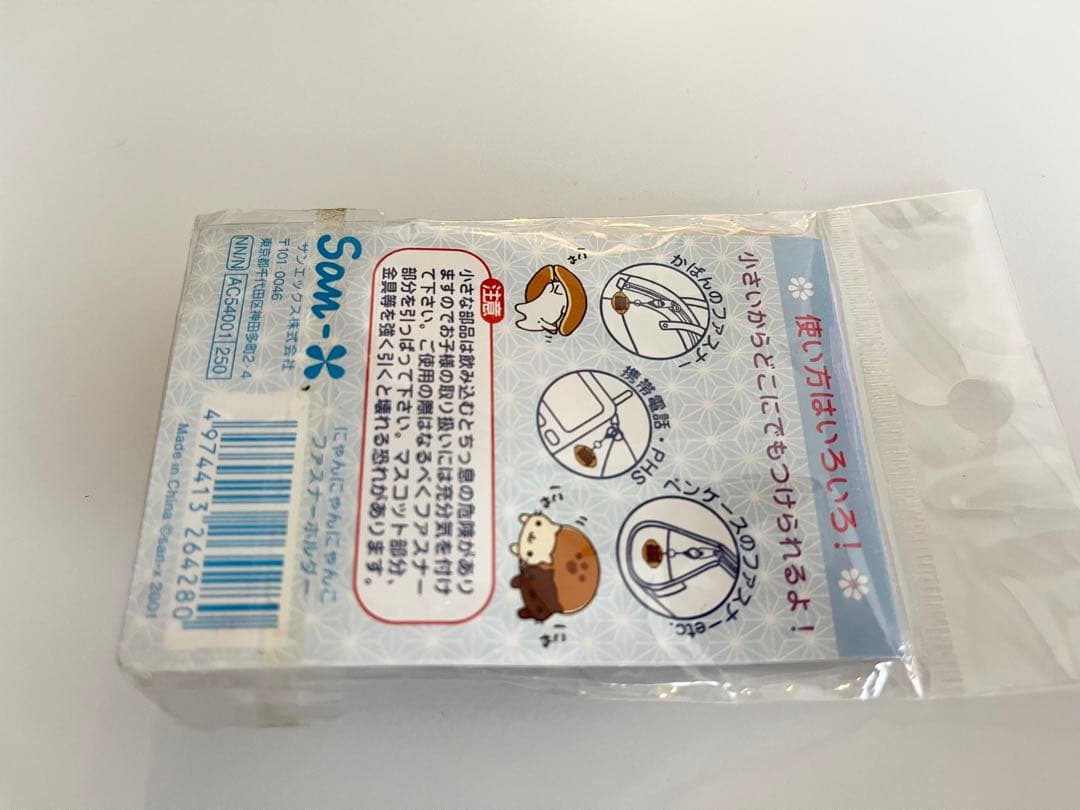 使い方はいろいろ!
小さいからどこにでもつけられるよ!
かばんのファスナー
携帯電話・PHS
ペンケースのファスナーetc.
にゃ
にゃ
注意
小さな部品は飲み込むとちっ息の危険があり
ますのでお子様の取り扱いには充分気を付け
て下さい。ご使用の際はなるべくファスナー
部分を引っぱって下さい。マスコット部分、
金具等を強く引くと壊れる恐れがあります。
San-X
サンエックス株式会社
〒101-0046
東京都千代田区神田多町2-4
NNN AC54001 250
にゃんにゃんにゃんこ
ファスナーホルダー
4 974413 264280
Made in China ©san-x 2001